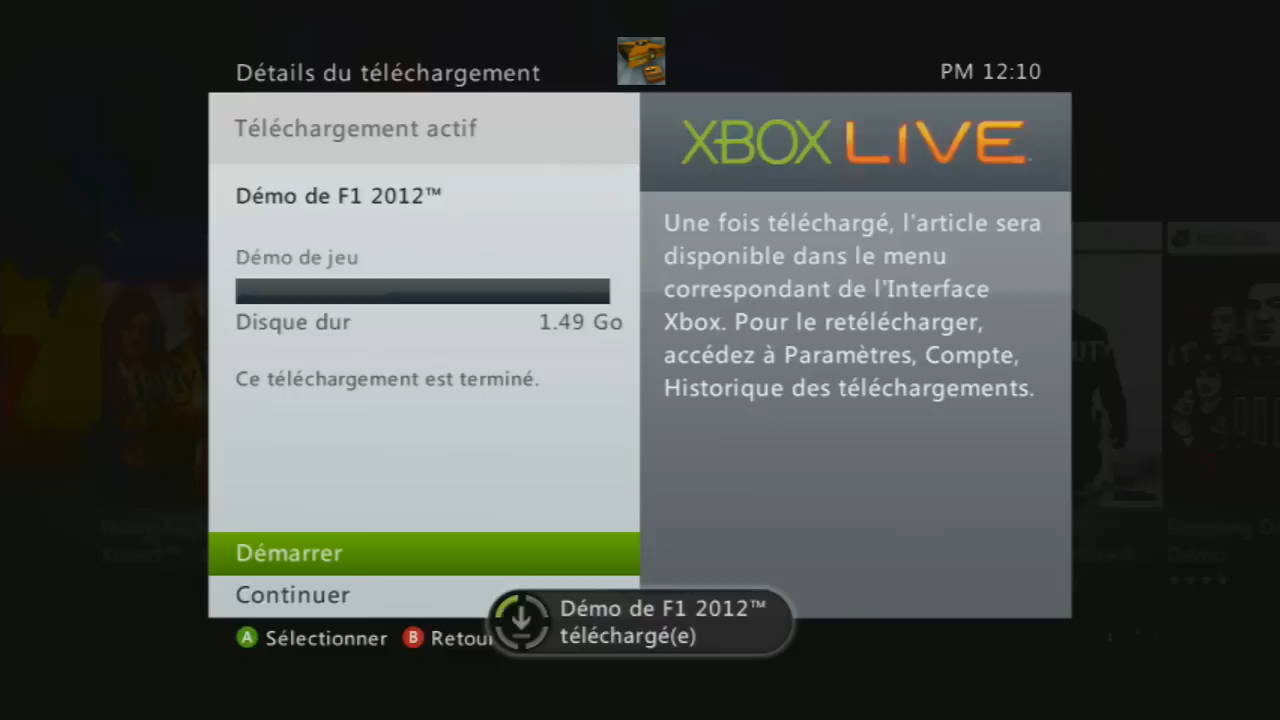 Détails du téléchargement
PM 12:10
Téléchargement actif
XBOX LIVE
Démo de F1 2012™
Démo de jeu
Disque dur 1.49 Go
Ce téléchargement est terminé.
Une fois téléchargé, l'article sera
disponible dans le menu
correspondant de l'Interface
Xbox. Pour le retélécharger,
accédez à Paramètres, Compte,
Historique des téléchargements.
Démarrer
Continuer
Démo de F1 2012™
téléchargé(e)
A Sélectionner B Retour